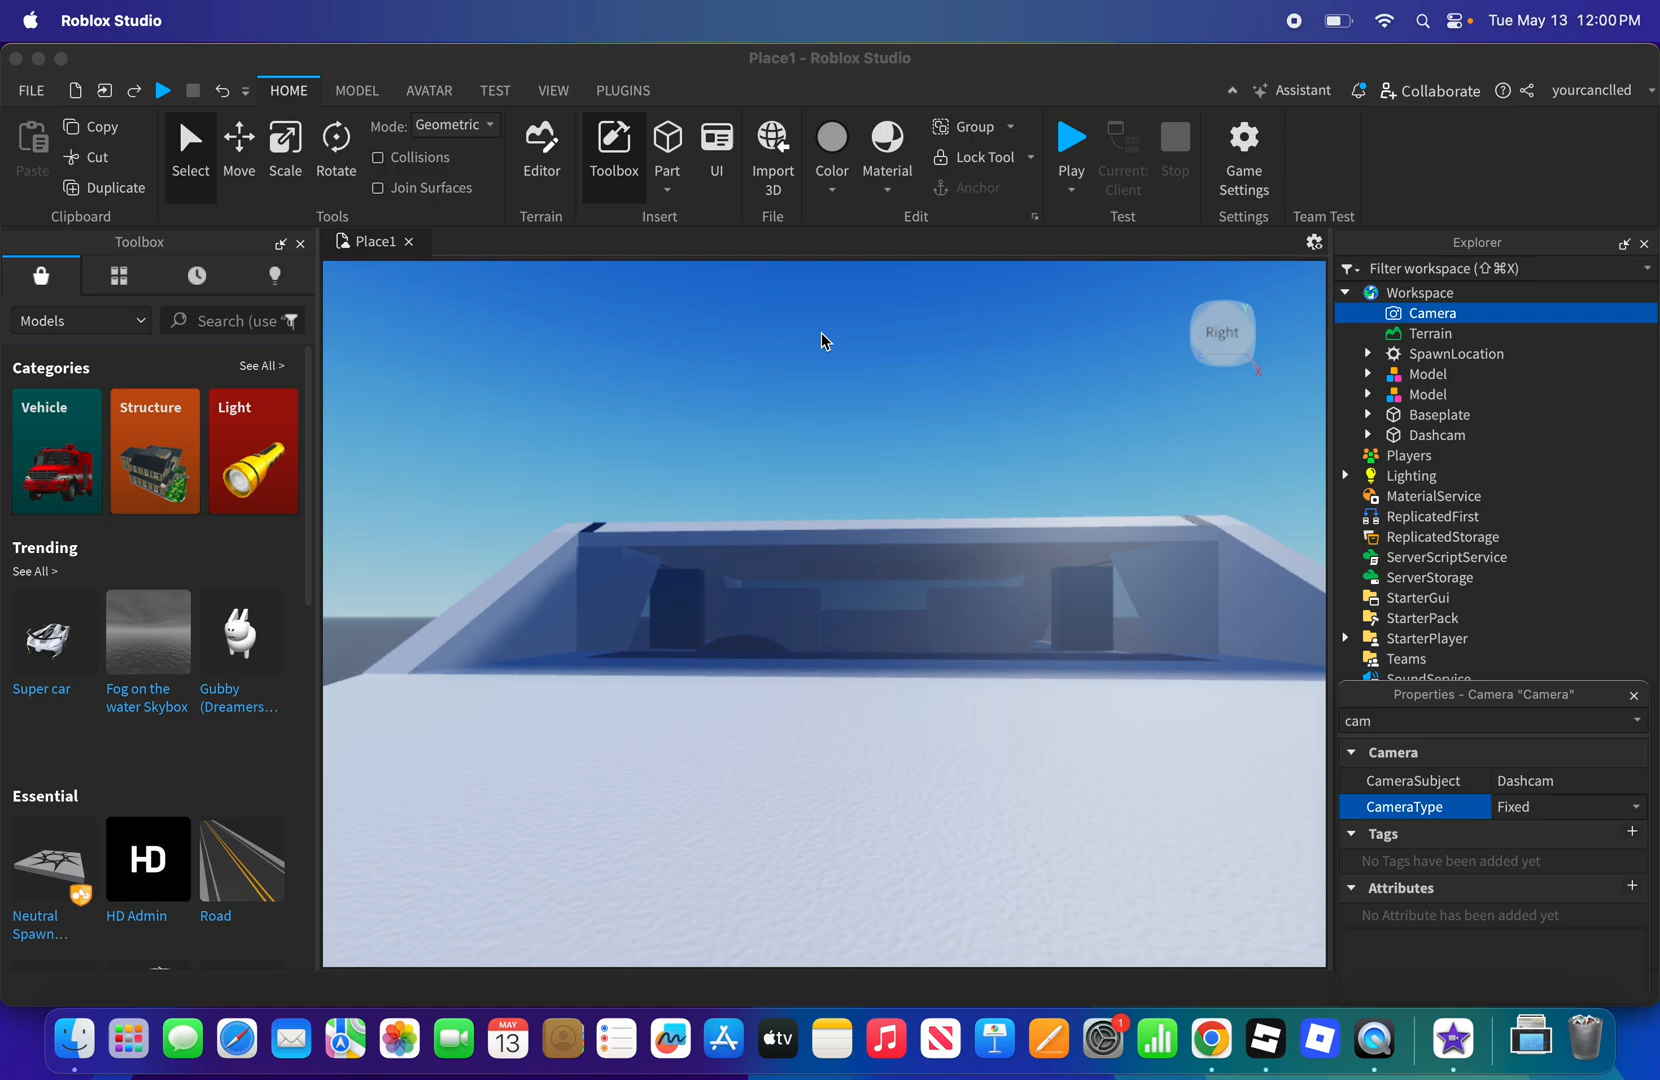 Roblox Studio
Tue May 13 12:00 PM
Place1 - Roblox Studio
FILE
HOME
MODEL
AVATAR
TEST
VIEW
PLUGINS
Assistant
Collaborate
yourcanclled
Paste
Copy
Cut
Duplicate
Clipboard
Select
Move
Scale
Rotate
Mode: Geometric
Collisions
Join Surfaces
Tools
Editor
Terrain
Toolbox
Part
UI
Insert
Import
3D
File
Color
Material
Group
Lock Tool
Anchor
Edit
Play
Current:
Client
Stop
Test
Game
Settings
Settings
Team Test
Toolbox
Models
Search (use "
Categories
See All >
Vehicle
Structure
Light
Trending
See All >
Super car
Fog on the
water Skybox
Gubby
(Dreamers...
Essential
HD
Neutral
Spawn...
HD Admin
Road
Place1
Right
Y
Z
X
Explorer
Filter workspace (⇧⌘X)
Workspace
Camera
Terrain
SpawnLocation
Model
Model
Baseplate
Dashcam
Players
Lighting
MaterialService
ReplicatedFirst
ReplicatedStorage
ServerScriptService
ServerStorage
StarterGui
StarterPack
StarterPlayer
Teams
SoundService
Properties - Camera "Camera"
cam
Camera
CameraSubject Dashcam
CameraType Fixed
Tags
No Tags have been added yet
Attributes
No Attribute has been added yet
MAY
13
tv
1